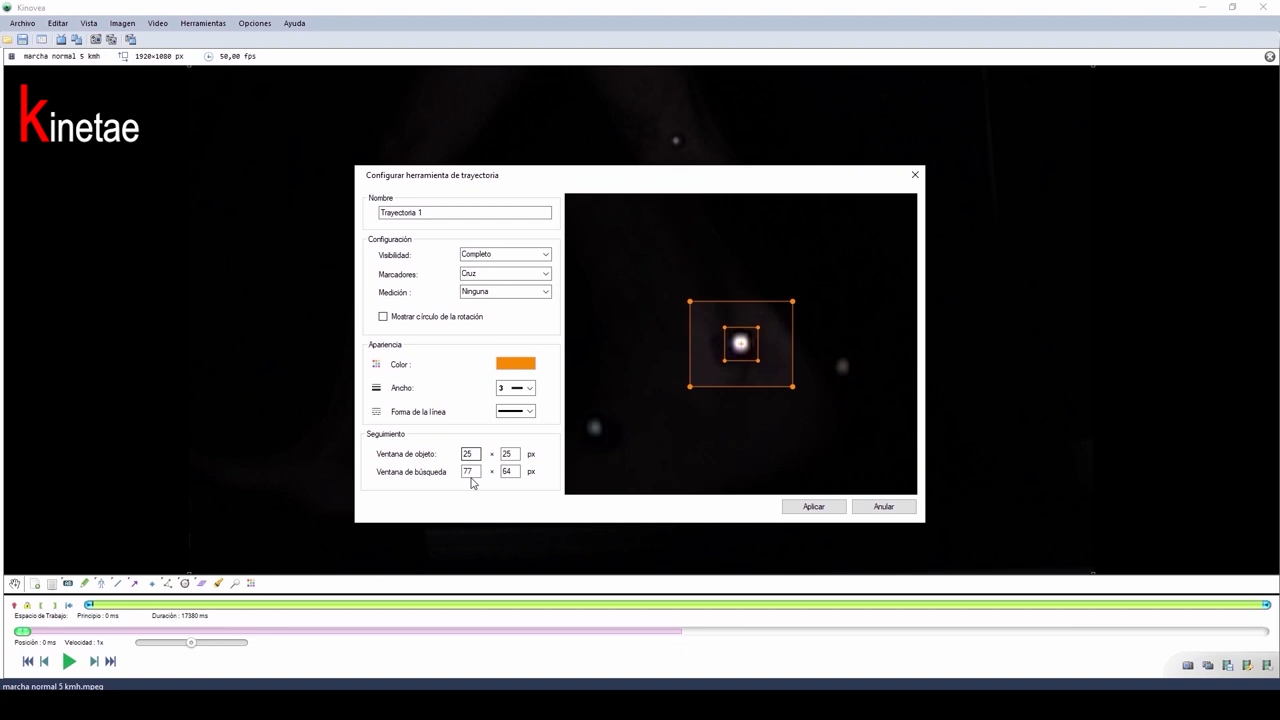 Kinovea
Archivo Editar Vista Imagen Video Herramientas Opciones Ayuda
marcha normal 5 kmh 1920×1080 px 50,00 fps
kinetae
Configurar herramienta de trayectoria
Nombre
Trayectoria 1
Configuración
Visibilidad: Completo
Marcadores: Cruz
Medición : Ninguna
Mostrar círculo de la rotación
Apariencia
Color :
Ancho: 3
Forma de la línea
Seguimiento
Ventana de objeto: 25 × 25 px
Ventana de búsqueda 77 × 64 px
Aplicar Anular
Espacio de Trabajo: Principio : 0 ms Duración : 17380 ms
Posición : 0 ms Velocidad : 1x
marcha normal 5 kmh.mpeg